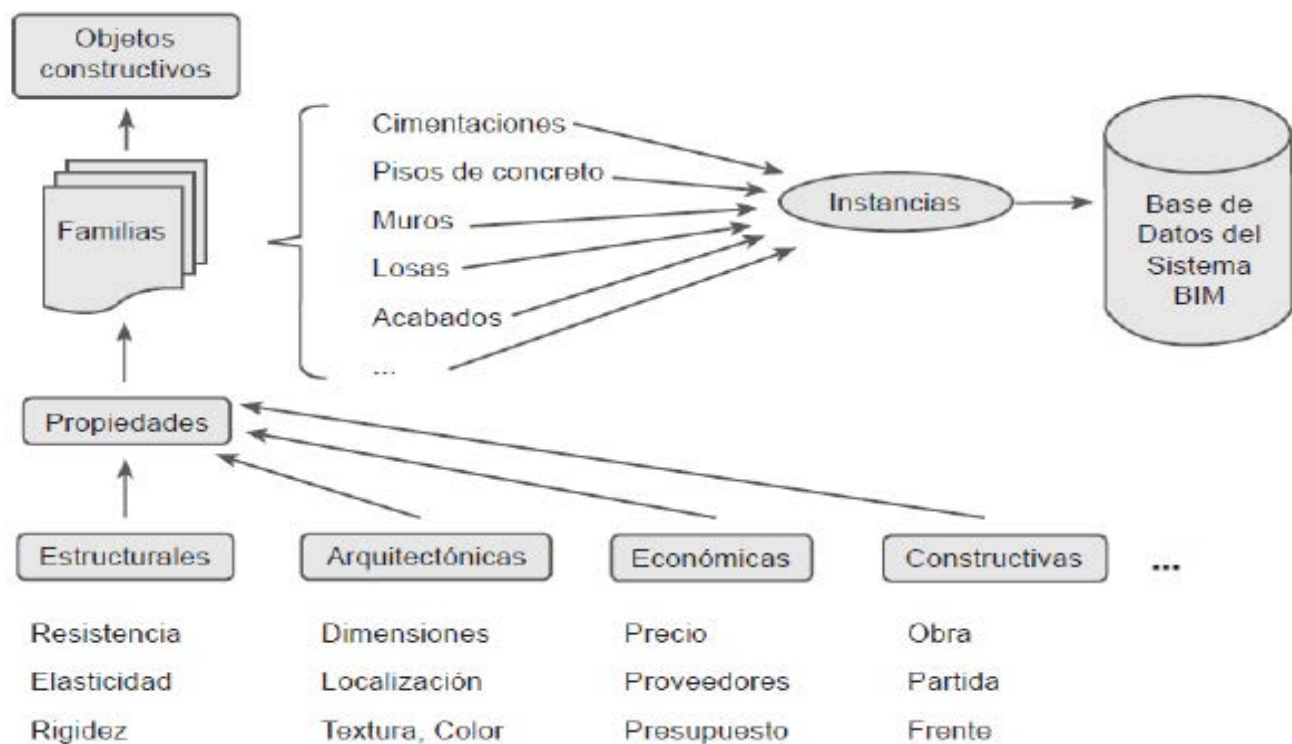 Objetos
constructivos
Familias
Cimentaciones
Pisos de concreto
Muros
Losas
Acabados
...
Instancias
Base de
Datos del
Sistema
BIM
Propiedades
Estructurales
Arquitectónicas
Económicas
Constructivas
...
Resistencia
Dimensiones
Precio
Obra
Elasticidad
Localización
Proveedores
Partida
Rigidez
Textura, Color
Presupuesto
Frente